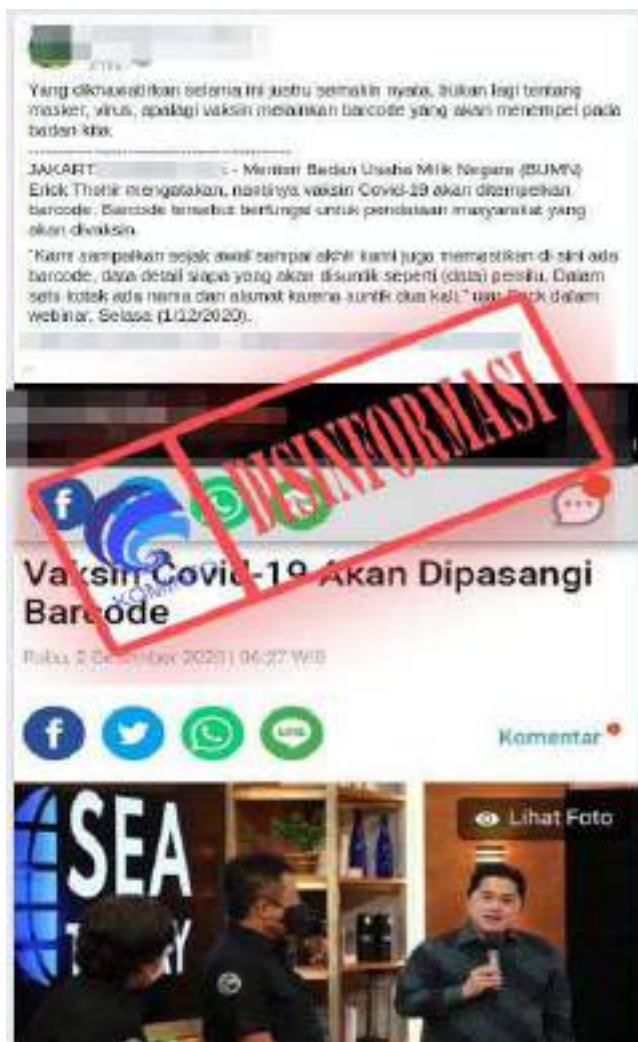 Yang dikhawatirkan selama ini justru semakin nyata, bukan lagi tentang
masker, virus, apalagi vaksin melainkan barcode yang akan menempel pada
badan kita.
JAKART - Menteri Badan Usaha Milik Negara (BUMN)
Erick Thohir mengatakan, nantinya vaksin Covid-19 akan ditempelkan
barcode. Barcode tersebut berfungsi untuk pendataan masyarakat yang
akan divaksin.
"Kami sampaikan sejak awal sampai akhir kami juga memastikan di sini ada
barcode, data detail siapa yang akan disuntik seperti (data) pemilu. Dalam
satu kotak ada nama dan alamat karena suntik dua kali," ujar Erick dalam
webinar, Selasa (1/12/2020).
DISINFORMASI
KOMINFO
Vaksin Covid-19 Akan Dipasangi
Barcode
Rabu, 2 Desember 2020 | 06:27 WIB
LINE
Komentar
Lihat Foto
SEA